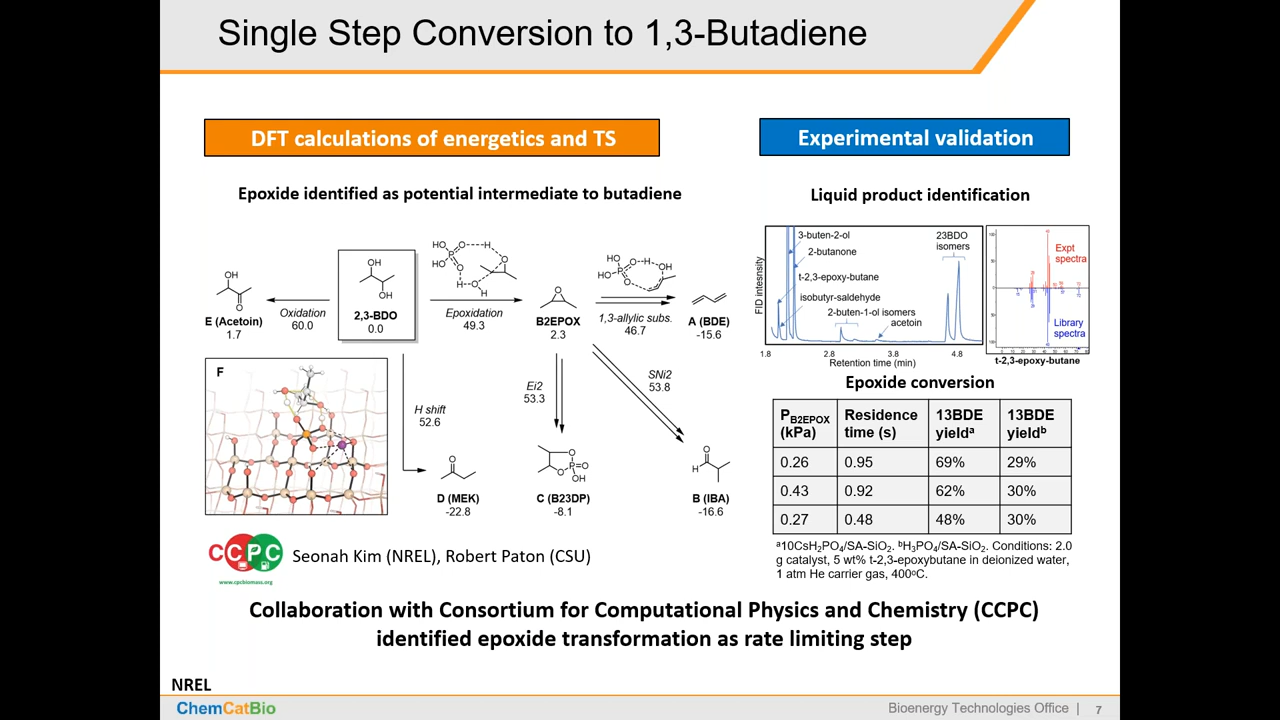 Single Step Conversion to 1,3-Butadiene
DFT calculations of energetics and TS
Epoxide identified as potential intermediate to butadiene
OH
O
E (Acetoin)
1.7
Oxidation
60.0
OH
OH
2,3-BDO
0.0
HO
HO
P
O
H
O
H
O
H
O
Epoxidation
49.3
O
B2EPOX
2.3
HO
HO
P
O
H
OH
O
1,3-allylic subs.
46.7
A (BDE)
-15.6
F
H shift
52.6
Ei2
53.3
SNi2
53.8
O
D (MEK)
-22.8
O
P=O
O
OH
C (B23DP)
-8.1
O
H
B (IBA)
-16.6
CCPC
www.cpcbiomass.org
Seonah Kim (NREL), Robert Paton (CSU)
Experimental validation
Liquid product identification
FID intesnsity
3-buten-2-ol
2-butanone
t-2,3-epoxy-butane
isobutyr-saldehyde
2-buten-1-ol isomers
acetoin
23BDO
isomers
1.8 2.8 3.8 4.8
Retention time (min)
Expt
spectra
Library
spectra
t-2,3-epoxy-butane
Epoxide conversion
PB2EPOX (kPa) Residence time (s) 13BDE yieldᵃ 13BDE yieldᵇ
0.26 0.95 69% 29%
0.43 0.92 62% 30%
0.27 0.48 48% 30%
ᵃ10CsH₂PO₄/SA-SiO₂. ᵇH₃PO₄/SA-SiO₂. Conditions: 2.0
g catalyst, 5 wt% t-2,3-epoxybutane in deionized water,
1 atm He carrier gas, 400ºC.
Collaboration with Consortium for Computational Physics and Chemistry (CCPC)
identified epoxide transformation as rate limiting step
NREL
ChemCatBio
Bioenergy Technologies Office | 7